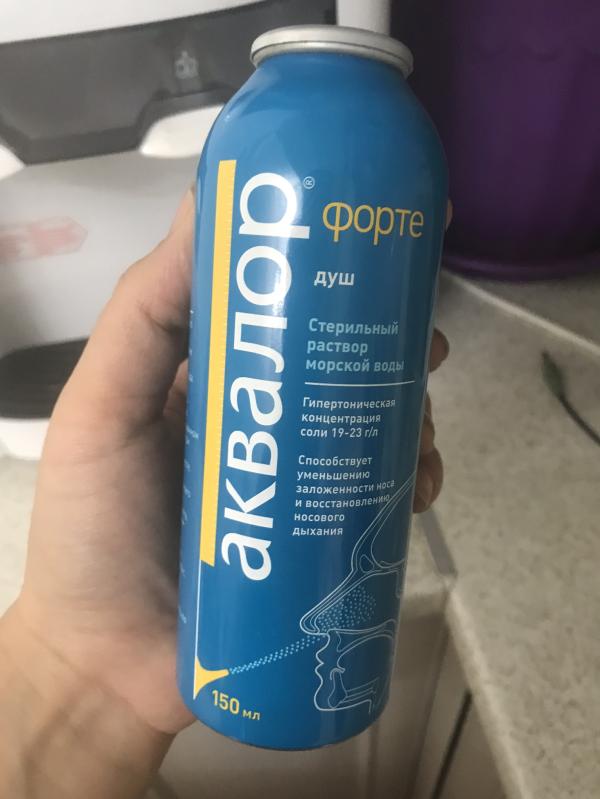 аквалор®
форте
душ
Стерильный
раствор
морской воды
Гипертоническая
концентрация
соли 19-23 г/л
Способствует
уменьшению
заложенности носа
и восстановлению
носового
дыхания
150 мл